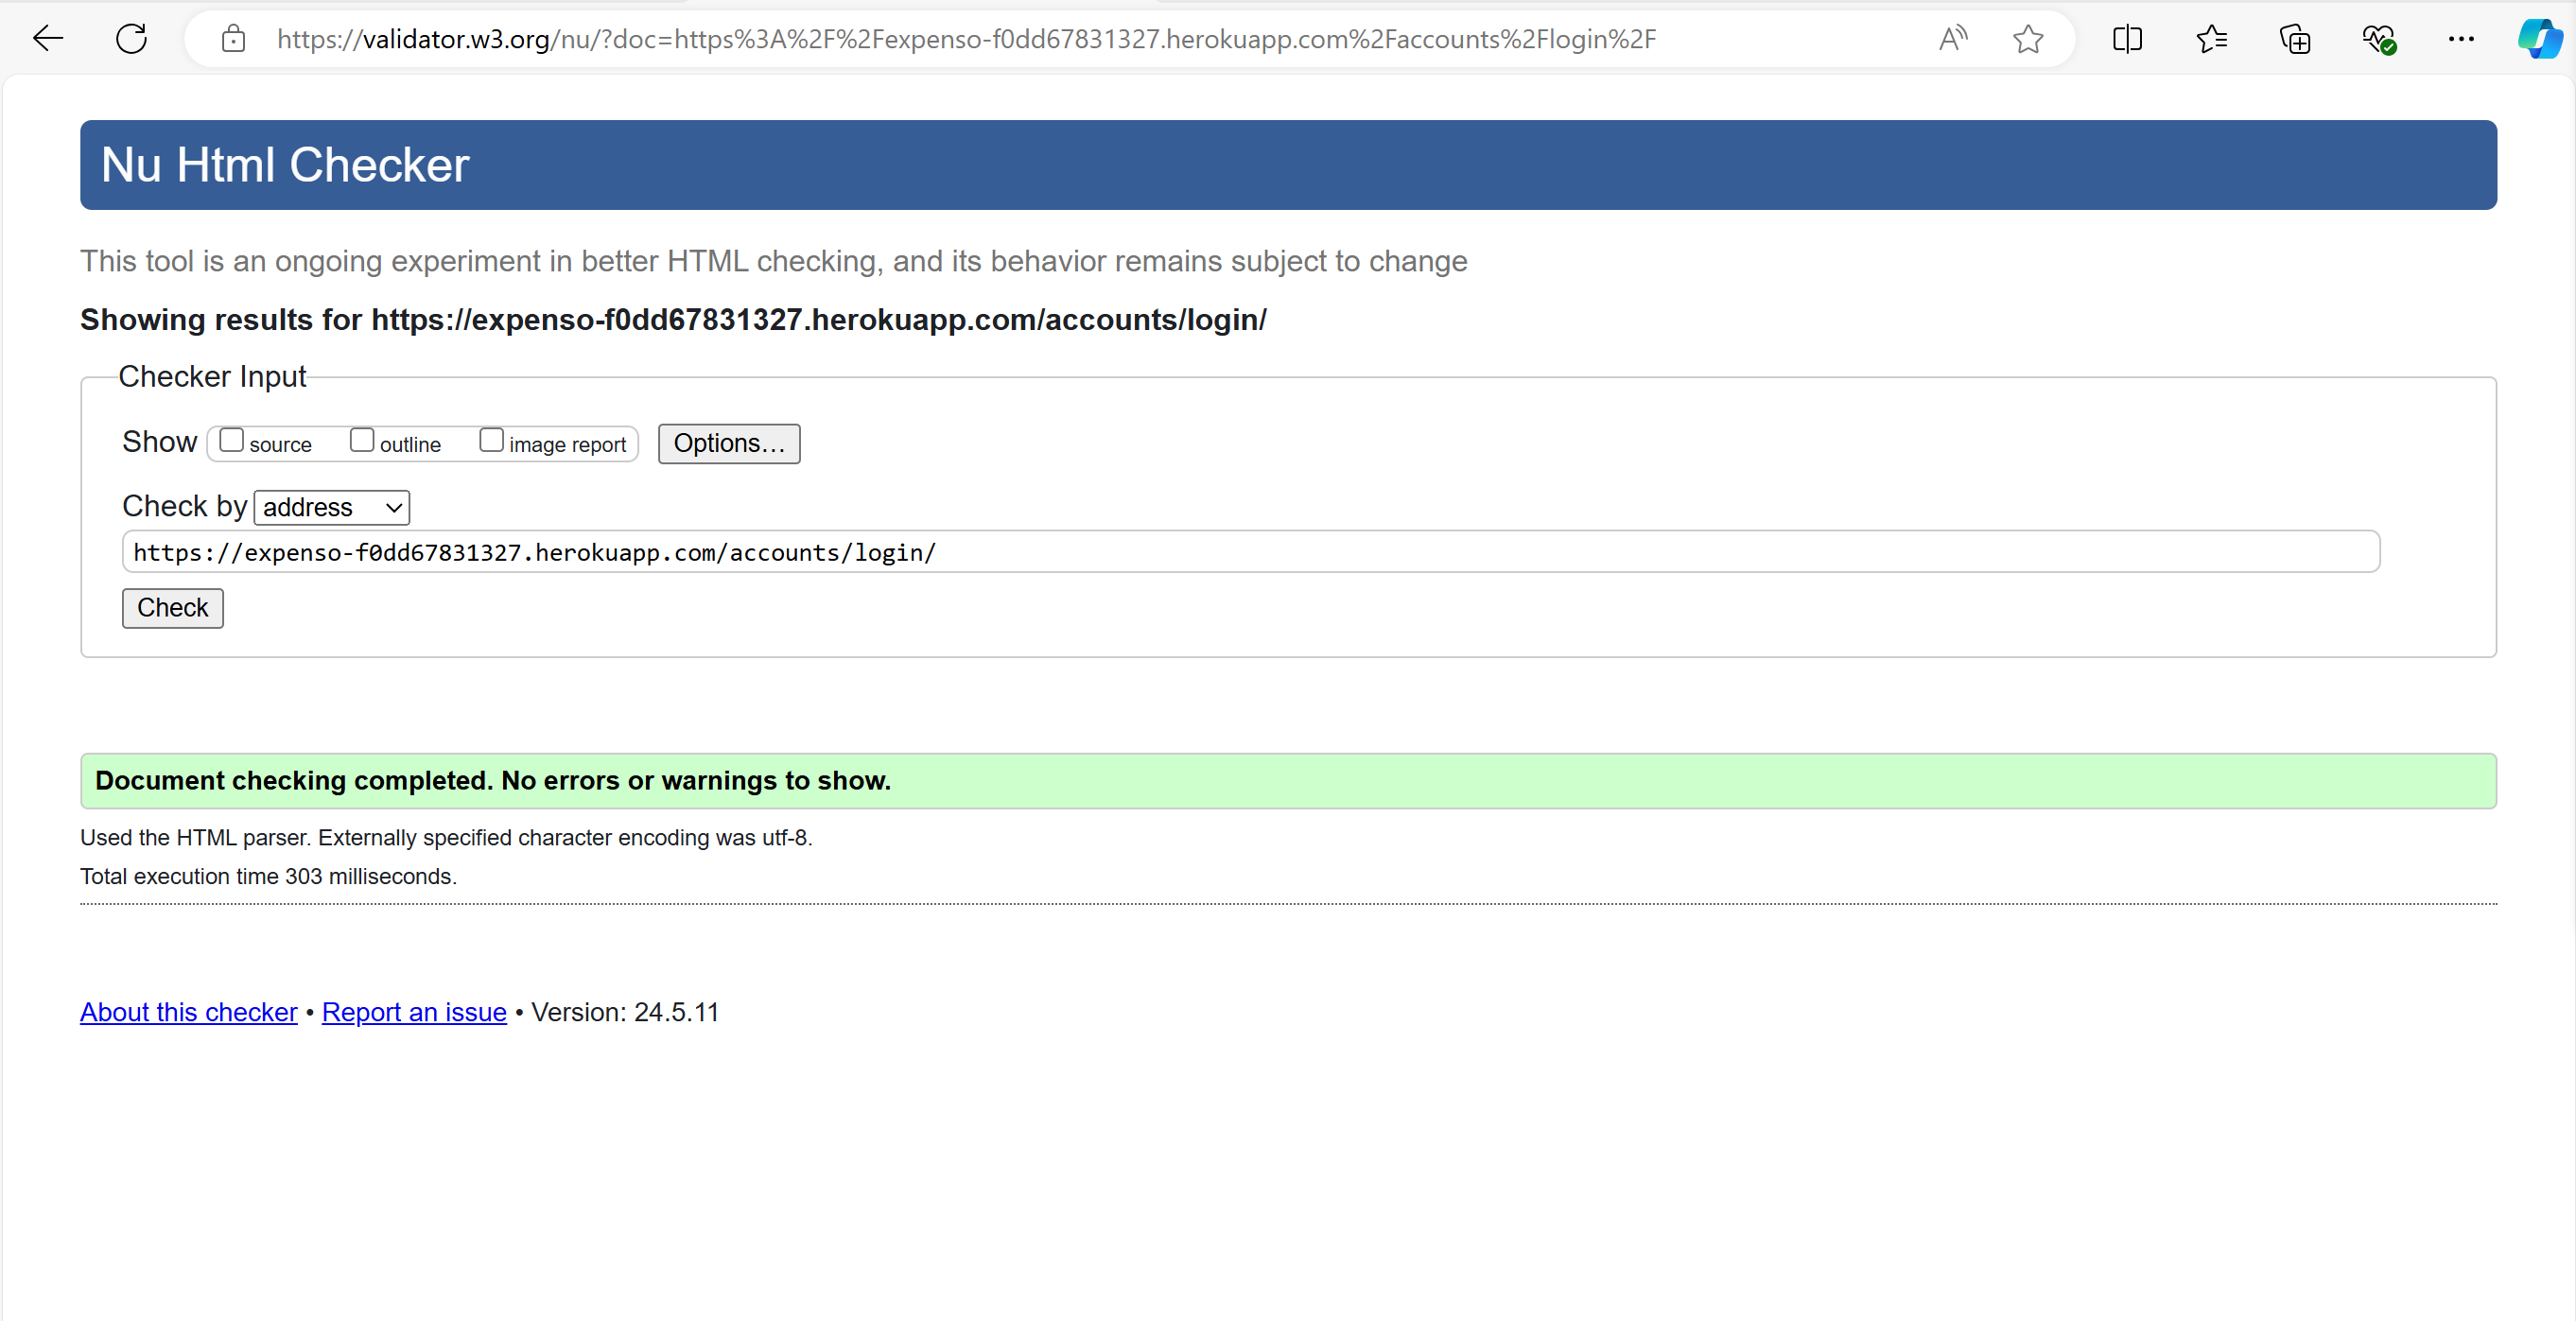 https://validator.w3.org/nu/?doc=https%3A%2F%2Fexpenso-f0dd67831327.herokuapp.com%2Faccounts%2Flogin%2F
Nu Html Checker
This tool is an ongoing experiment in better HTML checking, and its behavior remains subject to change
Showing results for https://expenso-f0dd67831327.herokuapp.com/accounts/login/
Checker Input
Show source outline image report Options...
Check by address
https://expenso-f0dd67831327.herokuapp.com/accounts/login/
Check
Document checking completed. No errors or warnings to show.
Used the HTML parser. Externally specified character encoding was utf-8.
Total execution time 303 milliseconds.
About this checker • Report an issue • Version: 24.5.11